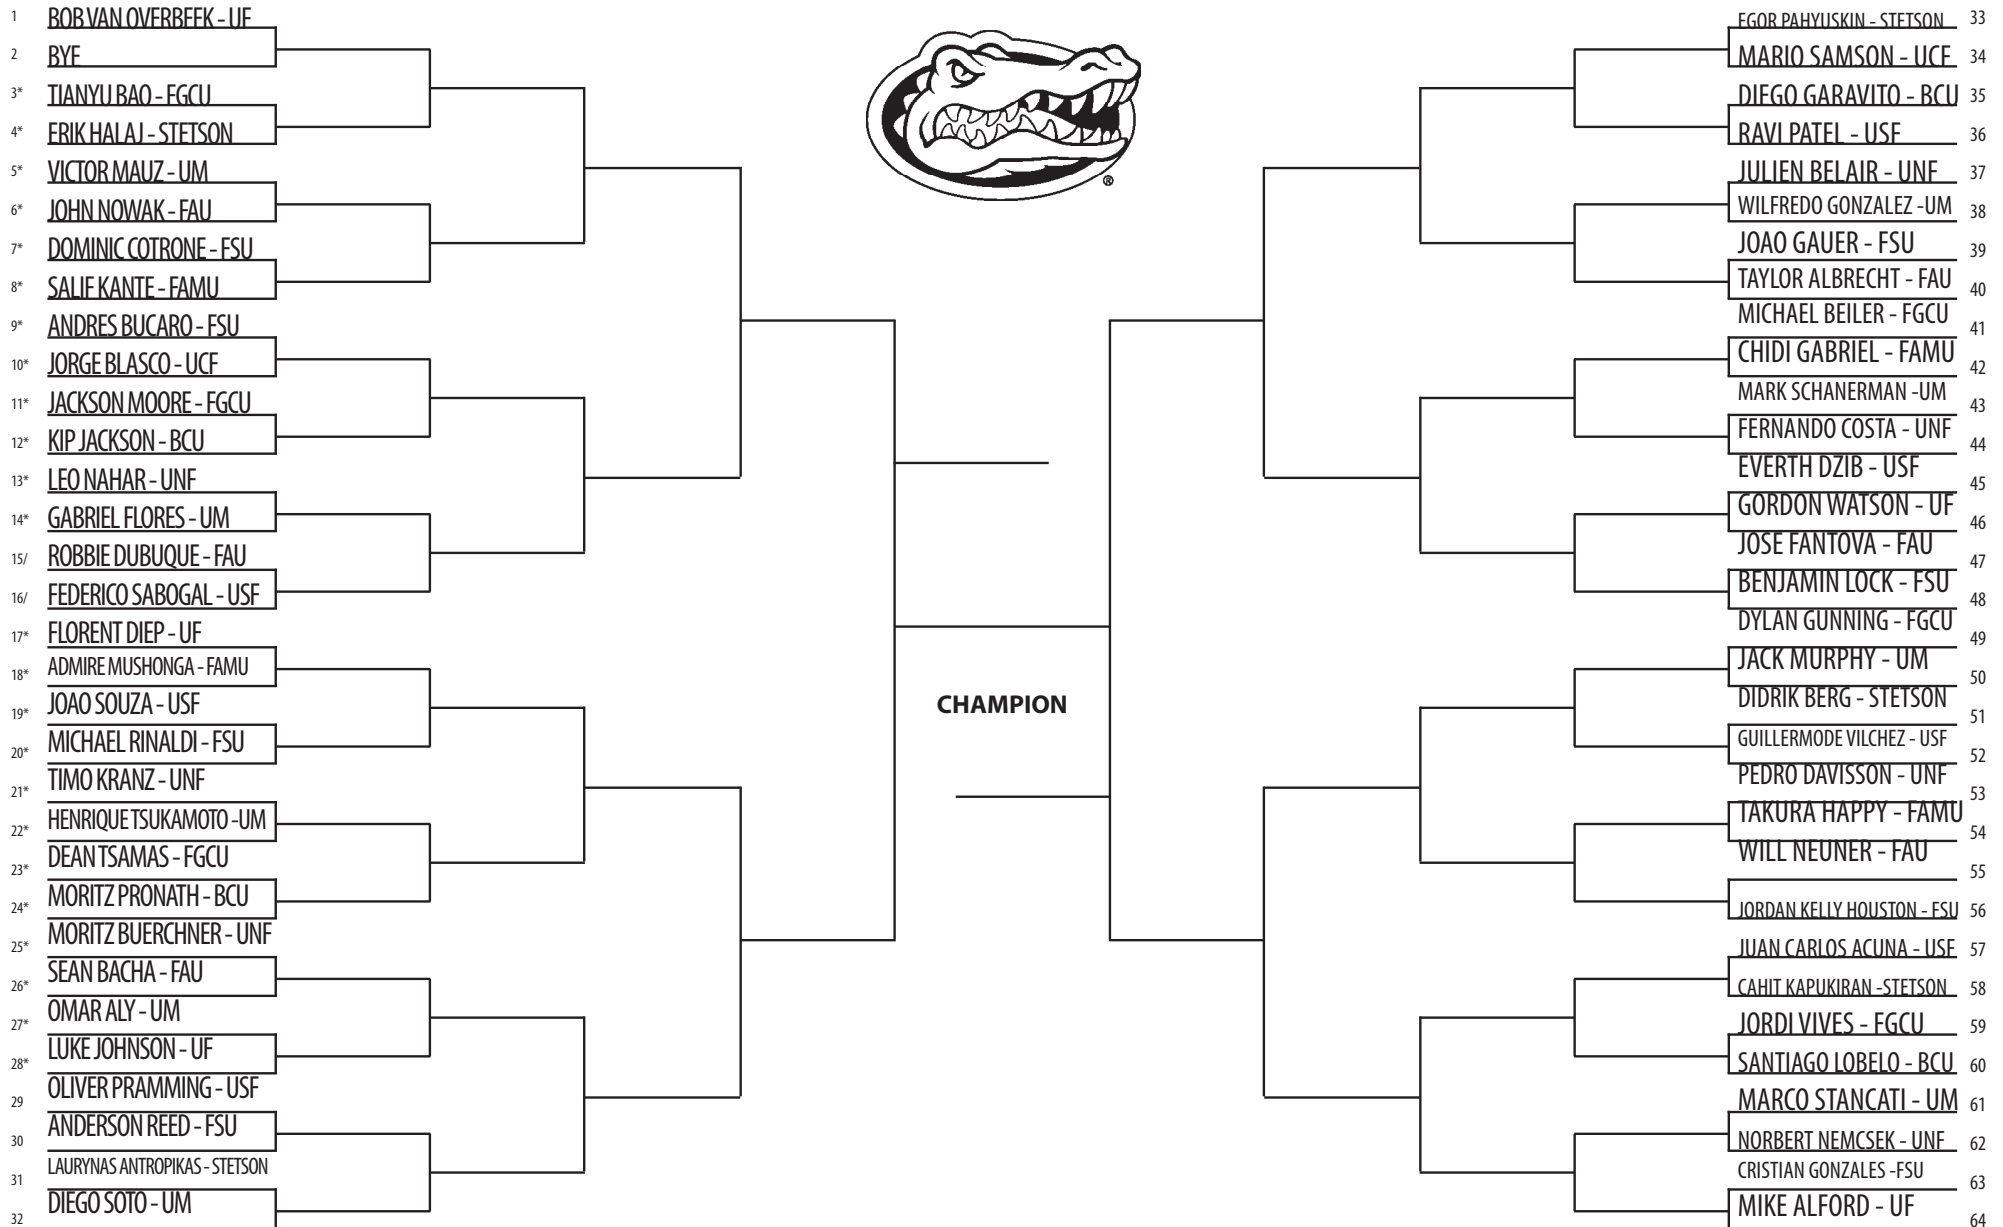 1 BOB VAN OVERBEEK - UF
2 BYE
3* TIANYU BAO - FGCU
4* ERIK HALAJ - STETSON
5* VICTOR MAUZ - UM
6* JOHN NOWAK - FAU
7* DOMINIC COTRONE - FSU
8* SALIF KANTE - FAMU
9* ANDRES BUCARO - FSU
10* JORGE BLASCO - UCF
11* JACKSON MOORE - FGCU
12* KIP JACKSON - BCU
13* LEO NAHAR - UNF
14* GABRIEL FLORES - UM
15/ ROBBIE DUBUQUE - FAU
16/ FEDERICO SABOGAL - USF
17* FLORENT DIEP - UF
18* ADMIRE MUSHONGA - FAMU
19* JOAO SOUZA - USF
20* MICHAEL RINALDI - FSU
21* TIMO KRANZ - UNF
22* HENRIQUE TSUKAMOTO -UM
23* DEAN TSAMAS - FGCU
24* MORITZ PRONATH - BCU
25* MORITZ BUERCHNER - UNF
26* SEAN BACHA - FAU
27* OMAR ALY - UM
28* LUKE JOHNSON - UF
29 OLIVER PRAMMING - USF
30 ANDERSON REED - FSU
31 LAURYNAS ANTROPIKAS - STETSON
32 DIEGO SOTO - UM
®
CHAMPION
EGOR PAHYUSKIN - STETSON 33
MARIO SAMSON - UCF 34
DIEGO GARAVITO - BCU 35
RAVI PATEL - USF 36
JULIEN BELAIR - UNF 37
WILFREDO GONZALEZ -UM 38
JOAO GAUER - FSU 39
TAYLOR ALBRECHT - FAU 40
MICHAEL BEILER - FGCU 41
CHIDI GABRIEL - FAMU 42
MARK SCHANERMAN -UM 43
FERNANDO COSTA - UNF 44
EVERTH DZIB - USF 45
GORDON WATSON - UF 46
JOSE FANTOVA - FAU 47
BENJAMIN LOCK - FSU 48
DYLAN GUNNING - FGCU 49
JACK MURPHY - UM 50
DIDRIK BERG - STETSON 51
GUILLERMODE VILCHEZ - USF 52
PEDRO DAVISSON - UNF 53
TAKURA HAPPY - FAMU 54
WILL NEUNER - FAU 55
JORDAN KELLY HOUSTON - FSU 56
JUAN CARLOS ACUNA - USF 57
CAHIT KAPUKIRAN -STETSON 58
JORDI VIVES - FGCU 59
SANTIAGO LOBELO - BCU 60
MARCO STANCATI - UM 61
NORBERT NEMCSEK - UNF 62
CRISTIAN GONZALES -FSU 63
MIKE ALFORD - UF 64